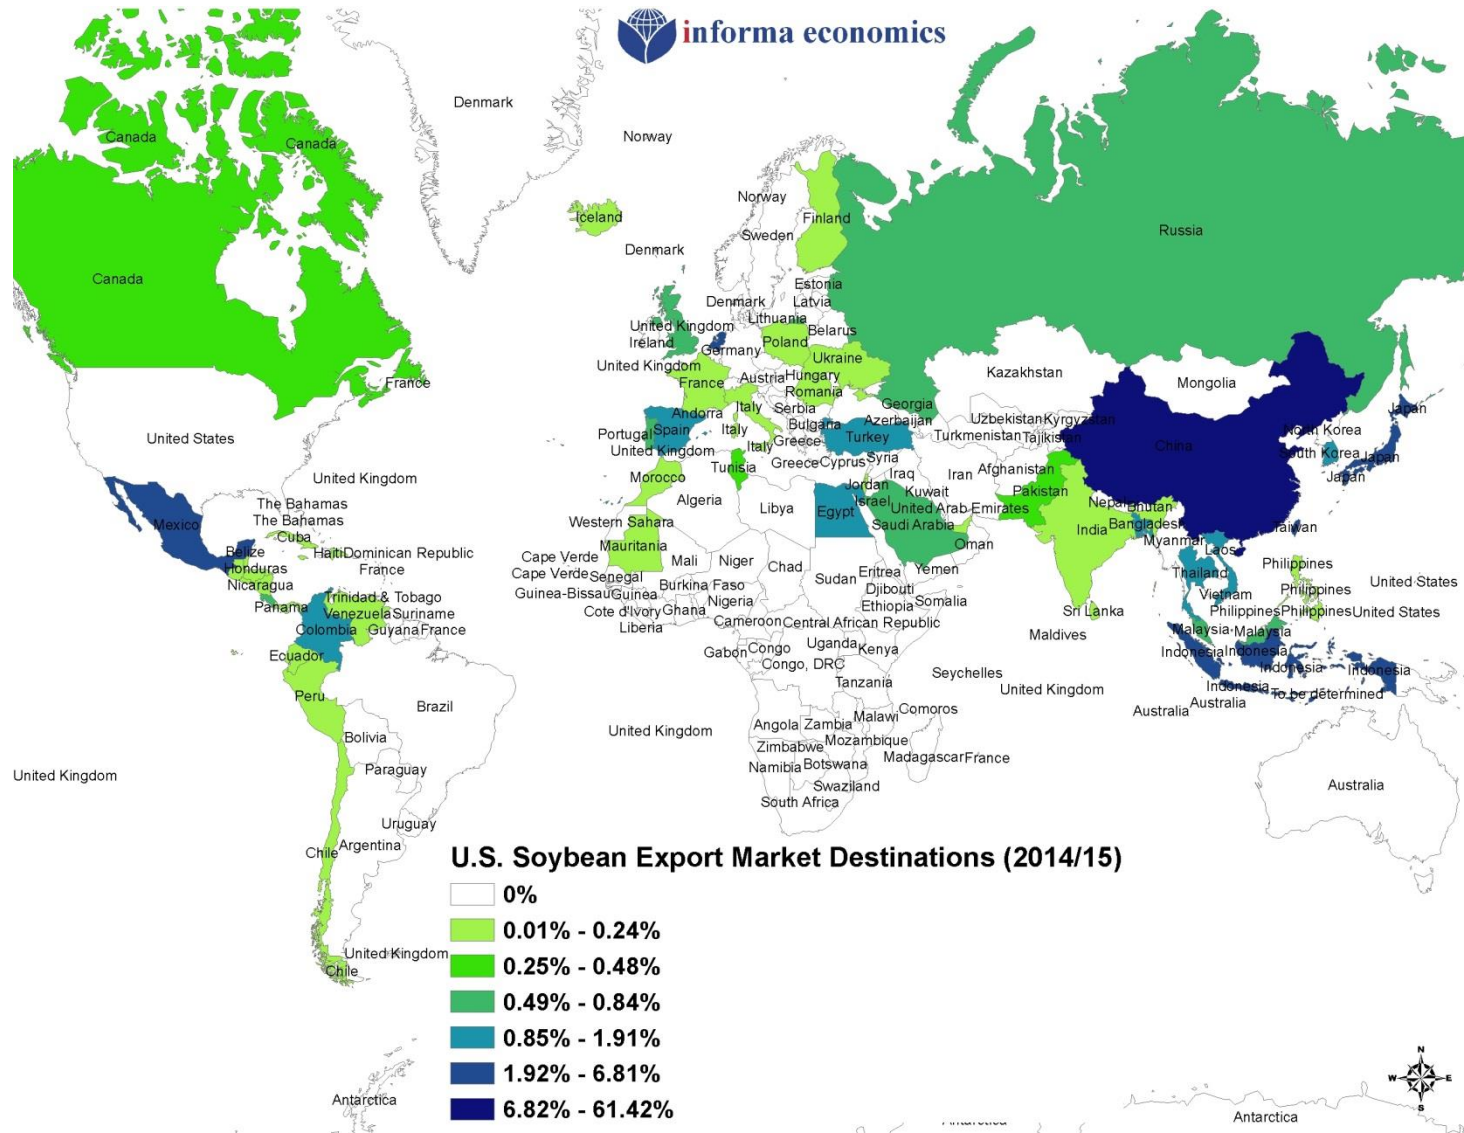 informa economics
Denmark
Norway
Canada
Canada
Norway
Iceland
Finland
Russia
Sweden
Denmark
Canada
Estonia
Denmark
Latvia
Lithuania
United Kingdom
Belarus
Ireland
Poland
Germany
Ukraine
United Kingdom
Kazakhstan
Hungary
Austria
France
France
Mongolia
Romania
Georgia
Italy
Serbia
Andorra
Japan
Azerbaijan
Uzbekistan
Kyrgyzstan
Bulgaria
Italy
Spain
North Korea
Portugal
Turkey
Turkmenistan
Tajikistan
United States
Greece
Italy
China
United Kingdom
South Korea
Japan
Syria
Greece
Cyprus
Tunisia
Iraq
Iran
Afghanistan
United Kingdom
Morocco
Japan
Jordan
Kuwait
Pakistan
Algeria
Israel
The Bahamas
Libya
Nepal
Bhutan
United Arab Emirates
Egypt
The Bahamas
Western Sahara
Saudi Arabia
Mexico
India
Bangladesh
Taiwan
Cuba
Mauritania
Oman
Myanmar
Belize
Haiti
Dominican Republic
Laos
Cape Verde
Mali
Niger
Honduras
France
Chad
Yemen
Philippines
Cape Verde
Senegal
Sudan
Eritrea
Thailand
Nicaragua
Burkina Faso
Djibouti
United States
Guinea-Bissau
Guinea
Philippines
Trinidad & Tobago
Nigeria
Somalia
Vietnam
Panama
Ethiopia
Cote d'Ivory
Ghana
Sri Lanka
Philippines
Philippines
United States
Venezuela
Suriname
Cameroon
Central African Republic
Liberia
Colombia
Guyana
France
Maldives
Malaysia
Malaysia
Uganda
Kenya
Gabon
Congo
Ecuador
Indonesia
Indonesia
Congo, DRC
Indonesia
Indonesia
Seychelles
Tanzania
Indonesia
Peru
United Kingdom
To be determined
Brazil
Comoros
Australia
Australia
Malawi
Angola
Zambia
United Kingdom
Bolivia
Mozambique
Zimbabwe
Madagascar
France
Botswana
Namibia
Paraguay
United Kingdom
Swaziland
Australia
South Africa
Uruguay
Argentina
Chile
U.S. Soybean Export Market Destinations (2014/15)
0%
0.01% - 0.24%
United Kingdom
0.25% - 0.48%
Chile
0.49% - 0.84%
0.85% - 1.91%
1.92% - 6.81%
N
W
E
S
Antarctica
6.82% - 61.42%
Antarctica